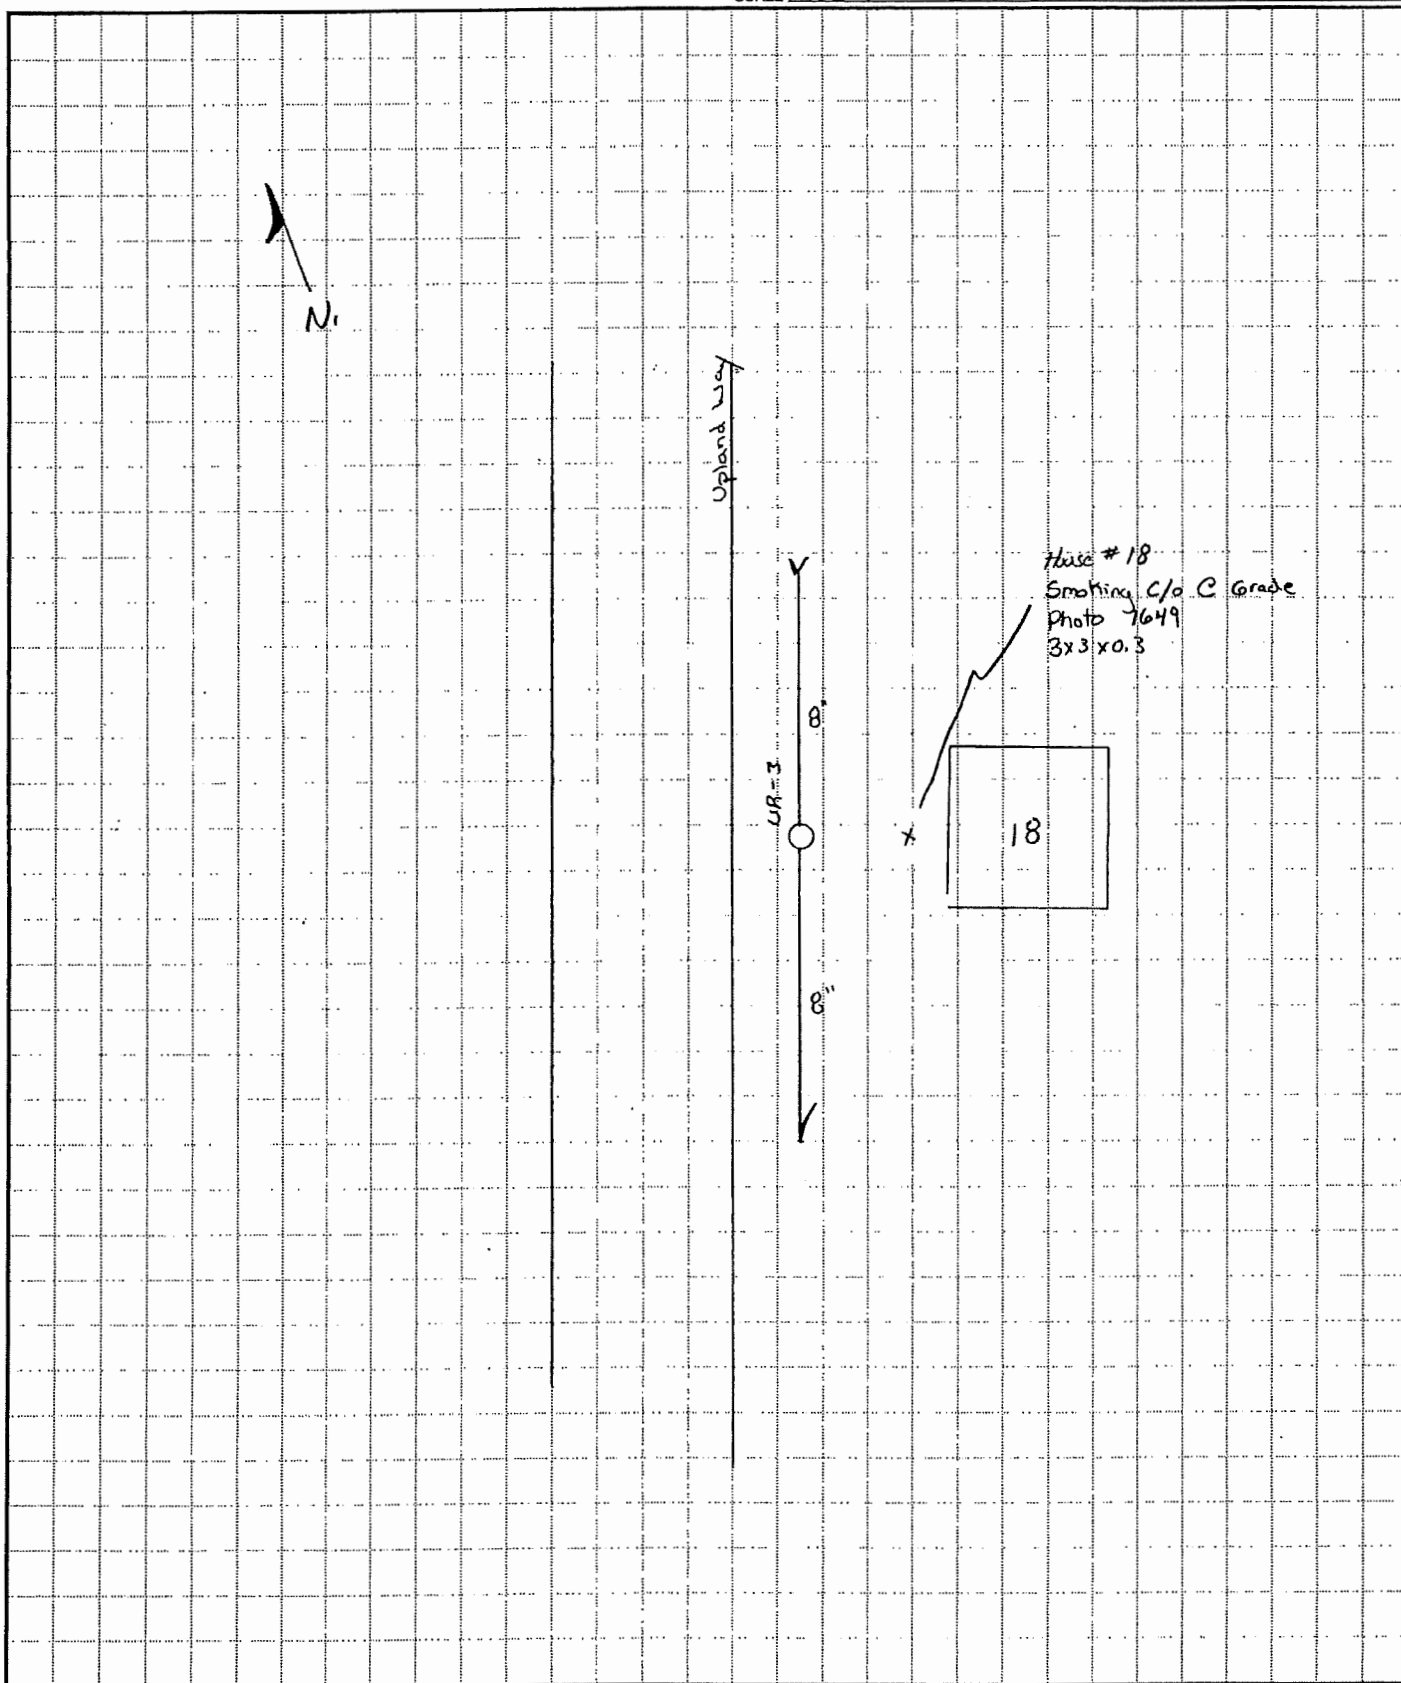 N
Upland Way
House # 18
Smoking C/o C Grade
Photo 7649
3x3x0.3
8"
UR-3
x
18
8"